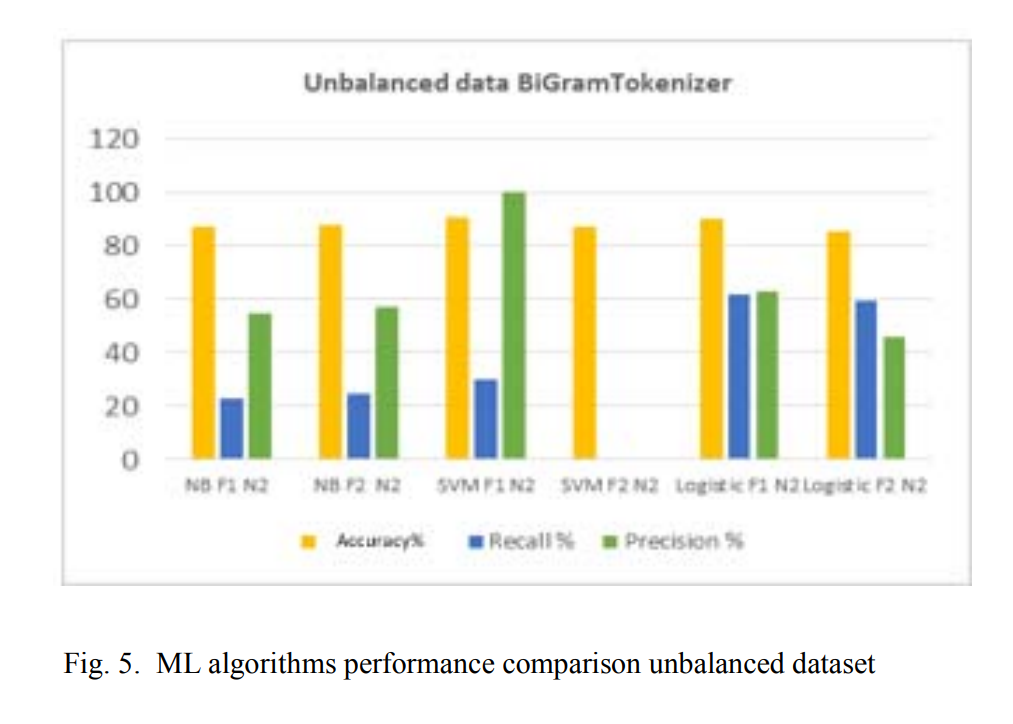 Unbalanced data BiGramTokenizer
120
100
80
60
40
20
0
NB F1 N2 NB F2 N2 SVM F1 N2 SVM F2 N2 Logistic F1 N2 Logistic F2 N2
Accuracy% Recall % Precision %
Fig. 5. ML algorithms performance comparison unbalanced dataset